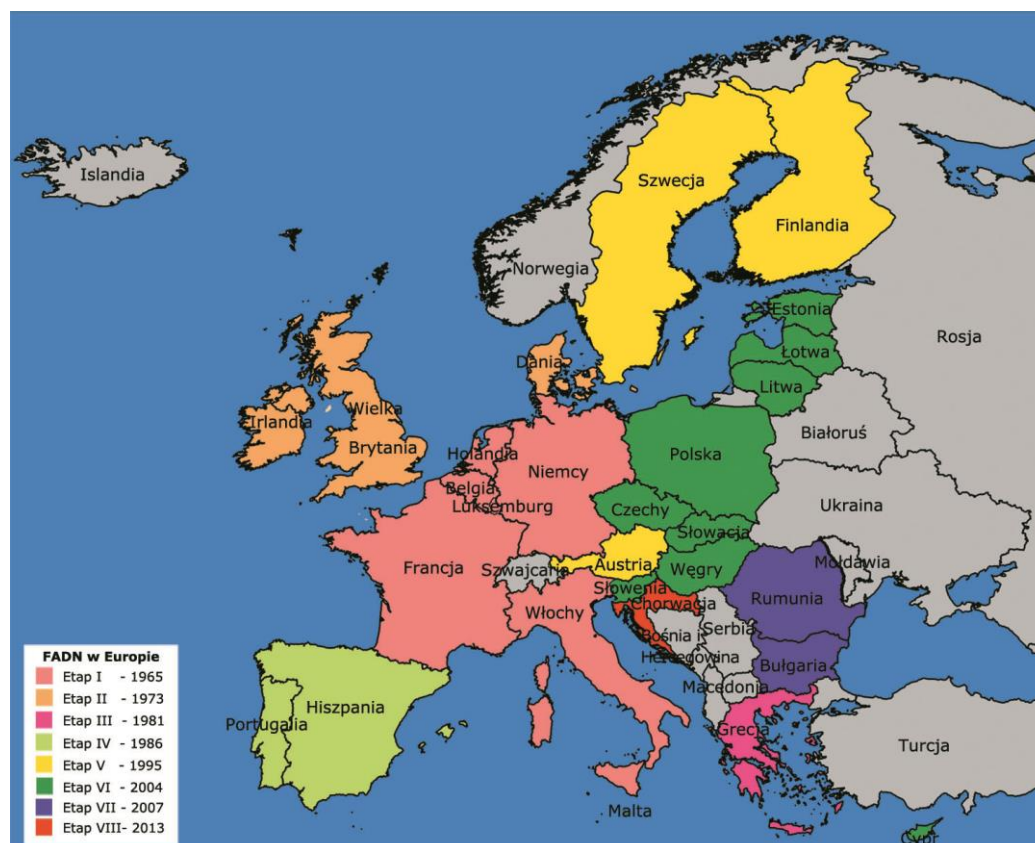 Islandia
Szwecja
Finlandia
Norwegia
Estonia
Rosja
Łotwa
Dania
Litwa
Wielka
Brytania
Irlandia
Białoruś
Holandia
Niemcy
Polska
Belgia
Luksemburg
Ukraina
Czechy
Słowacja
Francja
Szwajcaria
Austria
Węgry
Mołdawia
Słowenia
Chorwacja
Rumunia
Włochy
Serbia
Bośnia i
Hercegowina
Bułgaria
Macedonja
Hiszpania
Portugalia
Grecja
Turcja
Malta
Cypr
FADN w Europie
Etap I - 1965
Etap II - 1973
Etap III - 1981
Etap IV - 1986
Etap V - 1995
Etap VI - 2004
Etap VII - 2007
Etap VIII- 2013